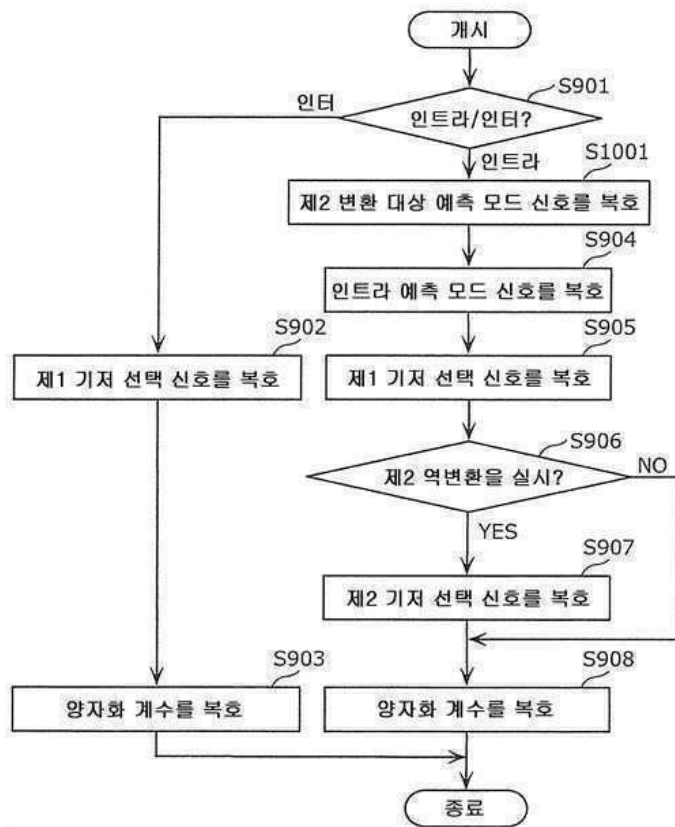 개시
S901
인터
인트라/인터?
인트라
S1001
제2 변환 대상 예측 모드 신호를 복호
S904
인트라 예측 모드 신호를 복호
S902
S905
제1 기저 선택 신호를 복호
제1 기저 선택 신호를 복호
S906
제2 역변환을 실시?
NO
YES
S907
제2 기저 선택 신호를 복호
S903
S908
양자화 계수를 복호
양자화 계수를 복호
종료